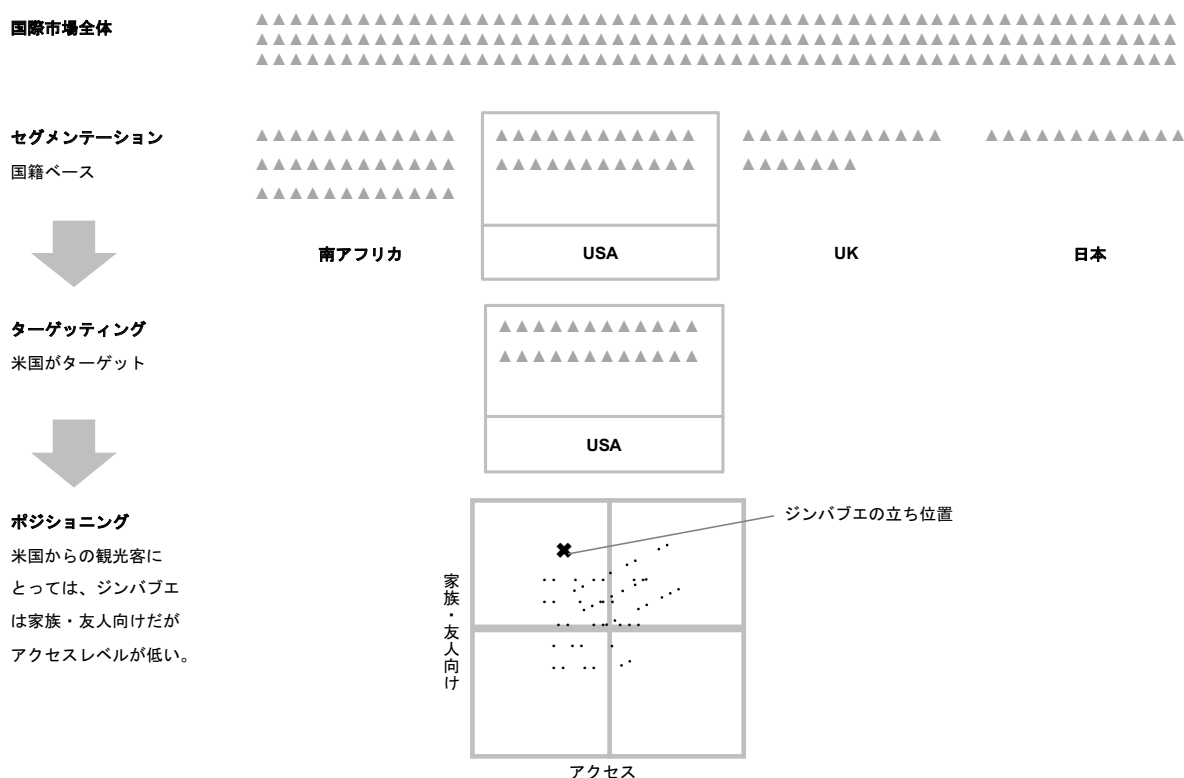 国際市場全体
セグメンテーション
国籍ベース
南アフリカ
USA
UK
日本
ターゲッティング
米国がターゲット
USA
ポジショニング
米国からの観光客に
とっては、ジンバブエ
は家族・友人向けだが
アクセスレベルが低い。
ジンバブエの立ち位置
家族・友人向け
アクセス